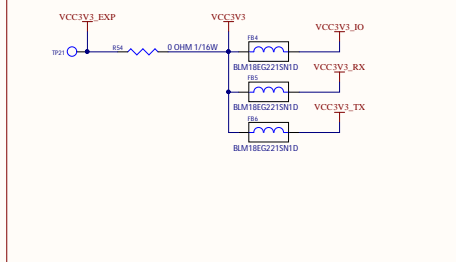 VCC3V3_EXP
VCC3V3
VCC3V3_IO
TP21
R54
0 OHM 1/16W
FB4
BLM18EG221SN1D
VCC3V3_RX
FB5
BLM18EG221SN1D
VCC3V3_TX
FB6
BLM18EG221SN1D